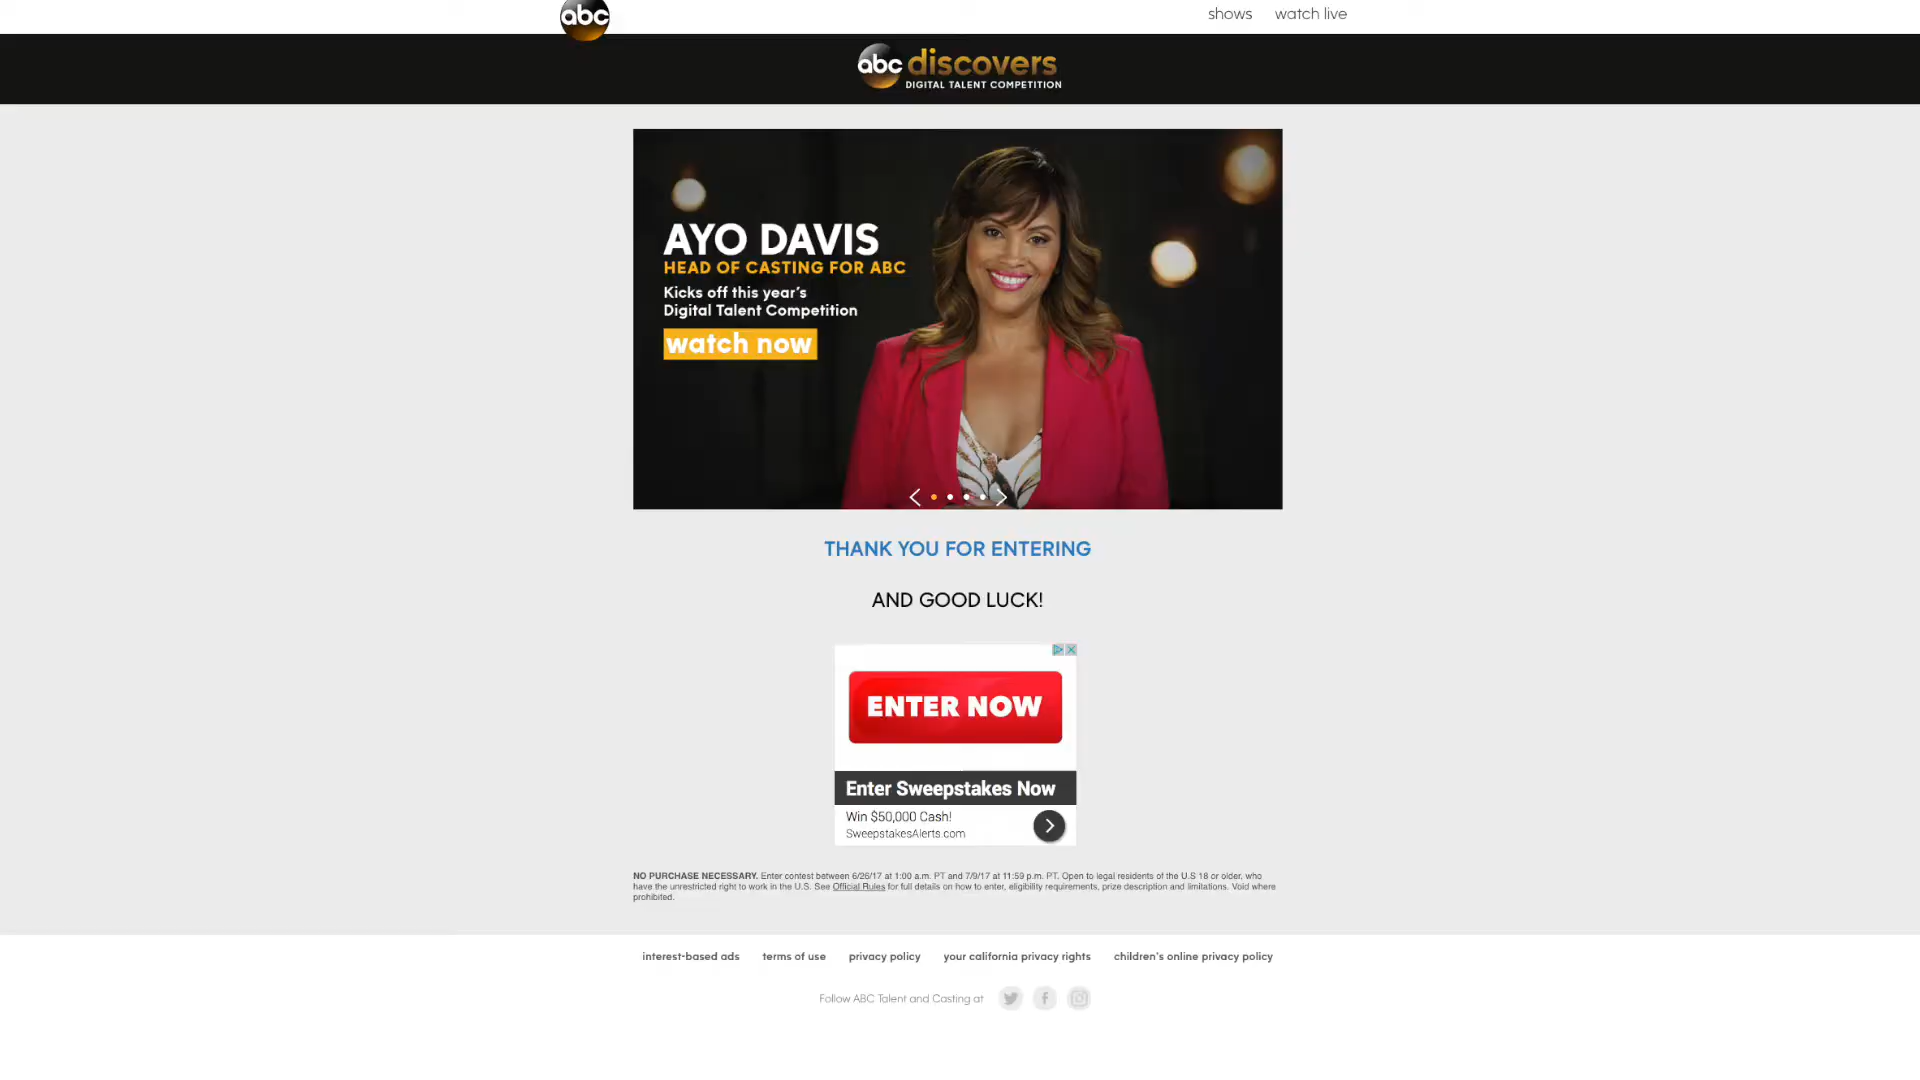 abc
shows
watch live
abc discovers
DIGITAL TALENT COMPETITION
AYO DAVIS
HEAD OF CASTING FOR ABC
Kicks off this year's
Digital Talent Competition
watch now
THANK YOU FOR ENTERING
AND GOOD LUCK!
ENTER NOW
Enter Sweepstakes Now
Win $50,000 Cash!
SweepstakesAlerts.com
NO PURCHASE NECESSARY. Enter contest between 6/26/17 at 1:00 a.m. PT and 7/9/17 at 11:59 p.m. PT. Open to legal residents of the U.S 18 or older, who
have the unrestricted right to work in the U.S. See Official Rules for full details on how to enter, eligibility requirements, prize description and limitations. Void where
prohibited.
interest-based ads
terms of use
privacy policy
your california privacy rights
children's online privacy policy
Follow ABC Talent and Casting at